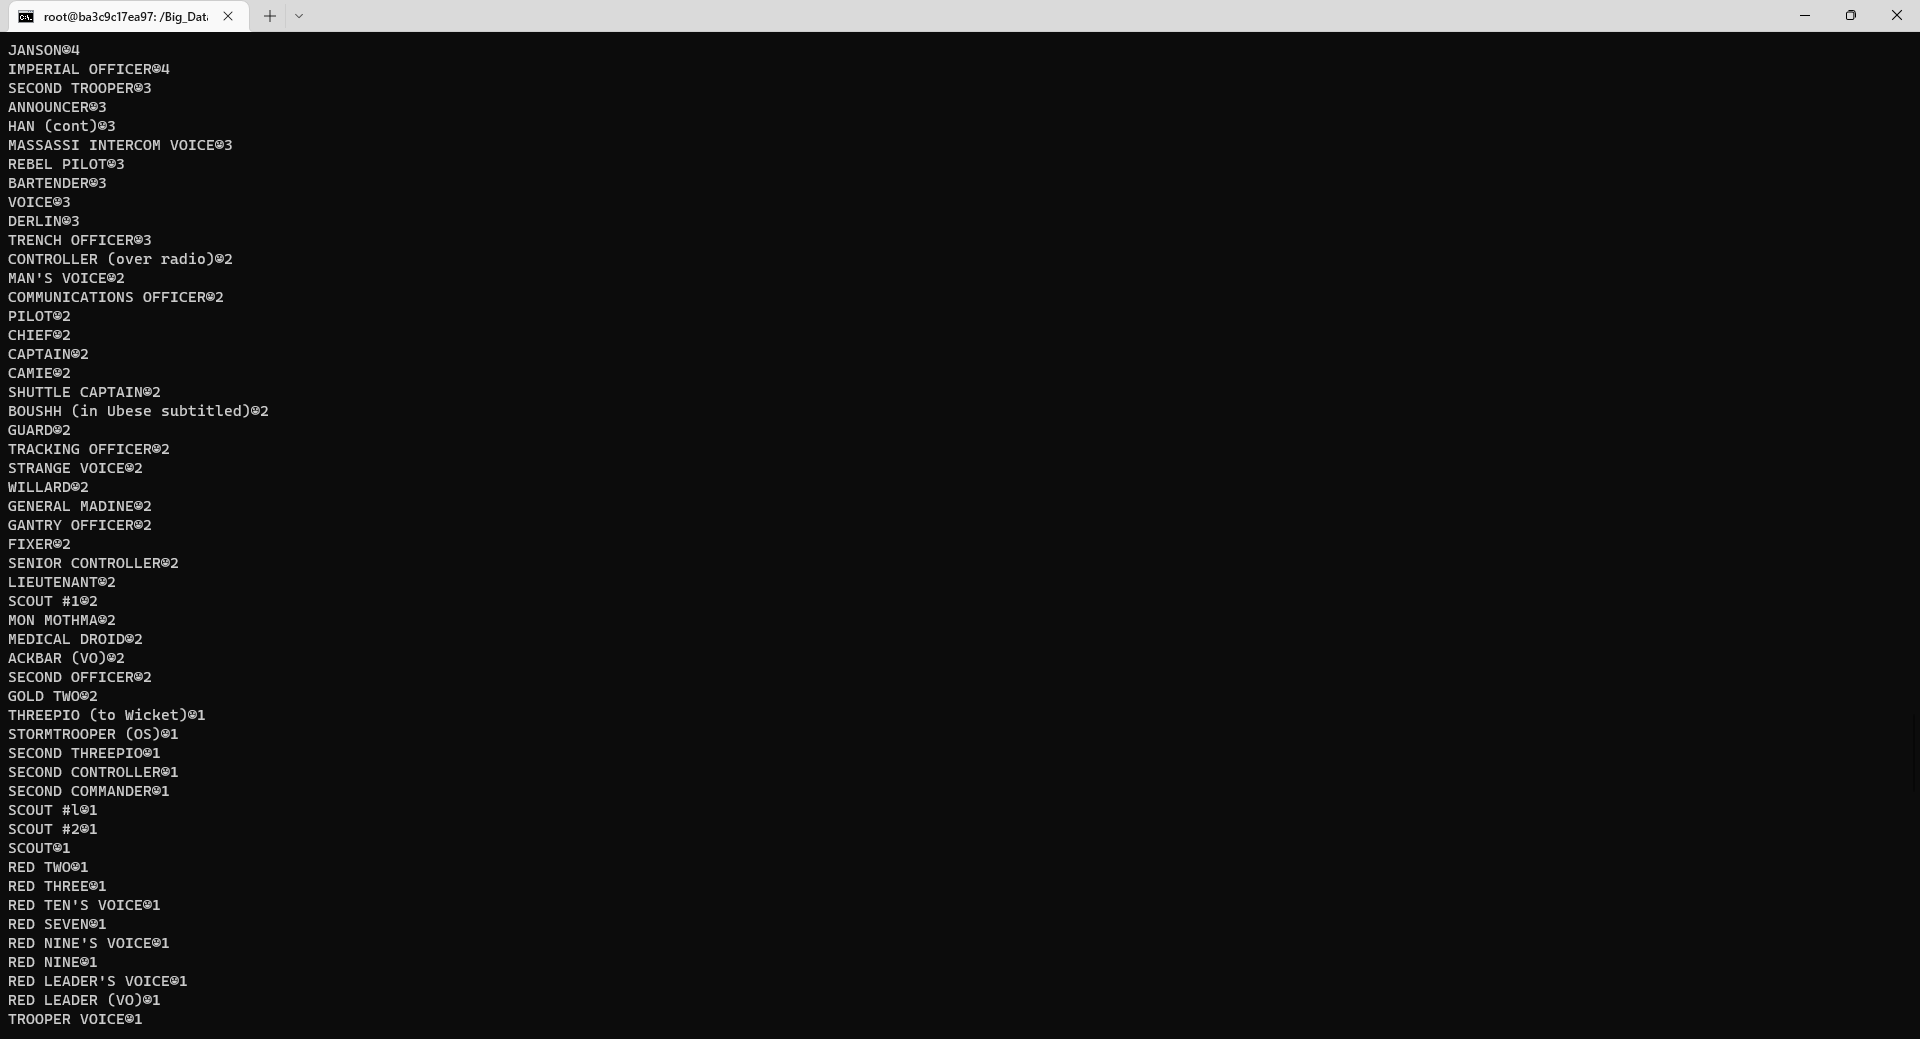 root@ba3c9c17ea97: /Big_Data
JANSON☺4
IMPERIAL OFFICER☺4
SECOND TROOPER☺3
ANNOUNCER☺3
HAN (cont)☺3
MASSASSI INTERCOM VOICE☺3
REBEL PILOT☺3
BARTENDER☺3
VOICE☺3
DERLIN☺3
TRENCH OFFICER☺3
CONTROLLER (over radio)☺2
MAN'S VOICE☺2
COMMUNICATIONS OFFICER☺2
PILOT☺2
CHIEF☺2
CAPTAIN☺2
CAMIE☺2
SHUTTLE CAPTAIN☺2
BOUSHH (in Ubese subtitled)☺2
GUARD☺2
TRACKING OFFICER☺2
STRANGE VOICE☺2
WILLARD☺2
GENERAL MADINE☺2
GANTRY OFFICER☺2
FIXER☺2
SENIOR CONTROLLER☺2
LIEUTENANT☺2
SCOUT #1☺2
MON MOTHMA☺2
MEDICAL DROID☺2
ACKBAR (VO)☺2
SECOND OFFICER☺2
GOLD TWO☺2
THREEPIO (to Wicket)☺1
STORMTROOPER (OS)☺1
SECOND THREEPIO☺1
SECOND CONTROLLER☺1
SECOND COMMANDER☺1
SCOUT #l☺1
SCOUT #2☺1
SCOUT☺1
RED TWO☺1
RED THREE☺1
RED TEN'S VOICE☺1
RED SEVEN☺1
RED NINE'S VOICE☺1
RED NINE☺1
RED LEADER'S VOICE☺1
RED LEADER (VO)☺1
TROOPER VOICE☺1